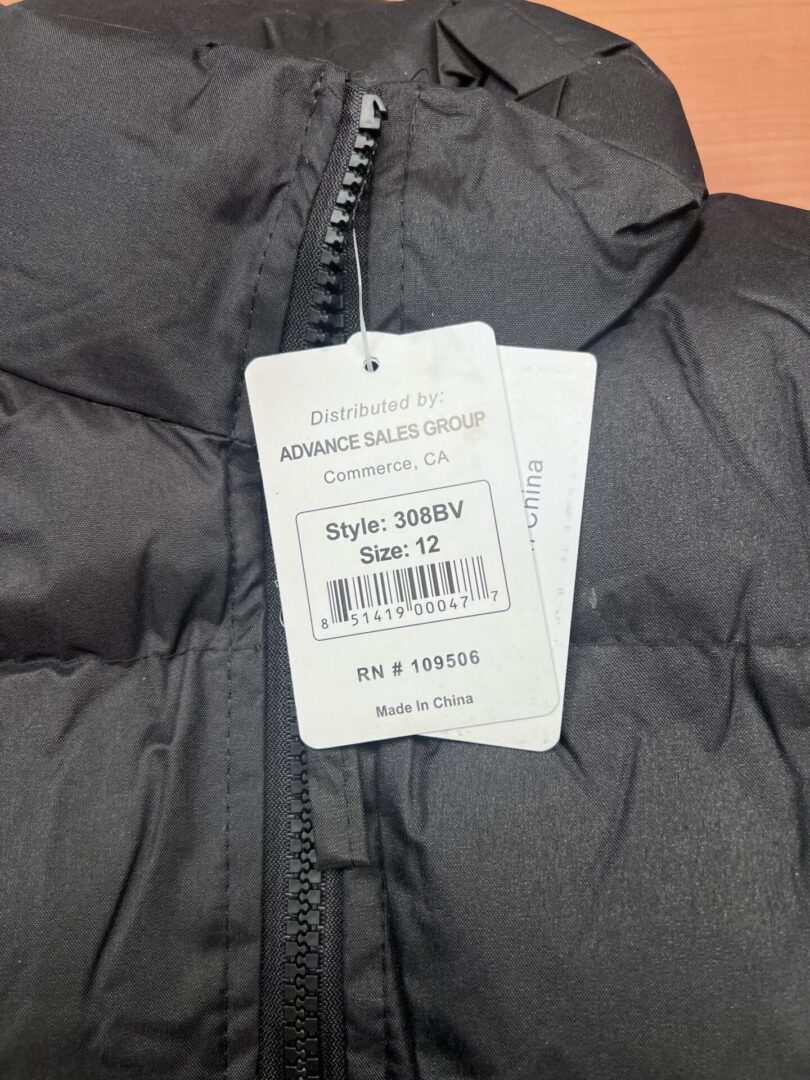 Distributed by:
ADVANCE SALES GROUP
Commerce, CA
Style: 308BV
Size: 12
8 51419 00047 7
RN # 109506
Made In China
China